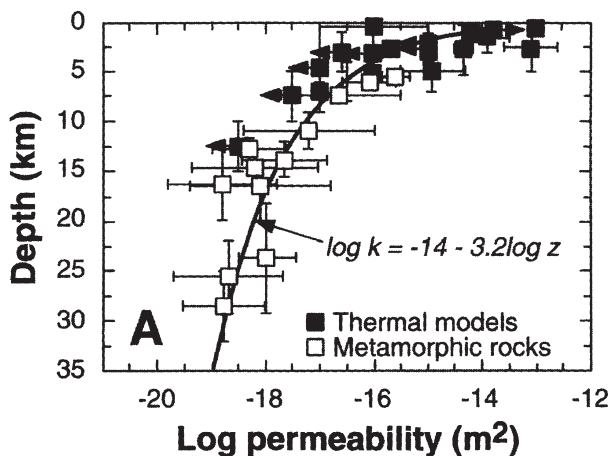 0
5
10
15
20
25
30
35
Depth (km)
log k = -14 - 3.2log z
A
Thermal models
Metamorphic rocks
-20 -18 -16 -14 -12
Log permeability (m²)